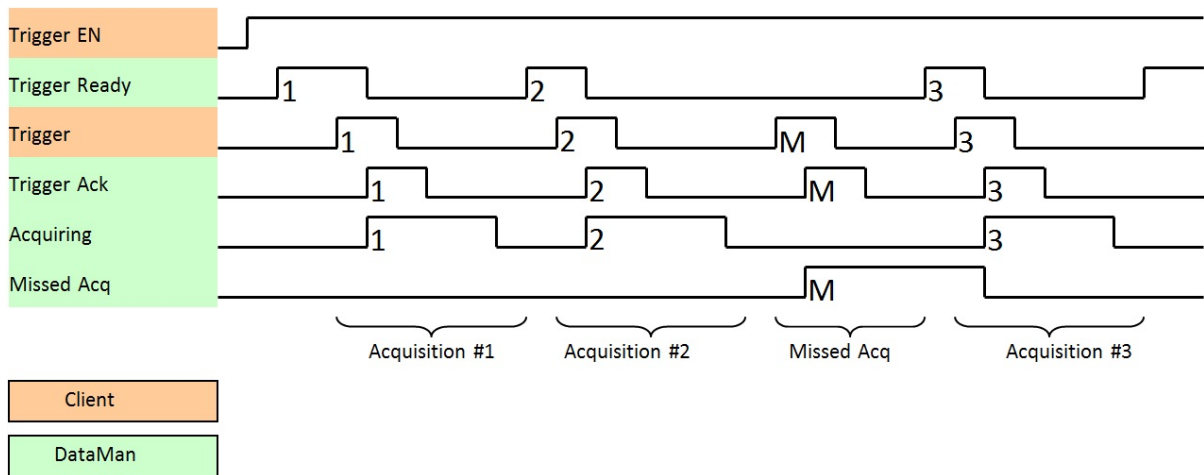 Trigger EN
Trigger Ready 1 2 3
Trigger 1 2 M 3
Trigger Ack 1 2 M 3
Acquiring 1 2 3
Missed Acq M
Acquisition #1 Acquisition #2 Missed Acq Acquisition #3
Client
DataMan